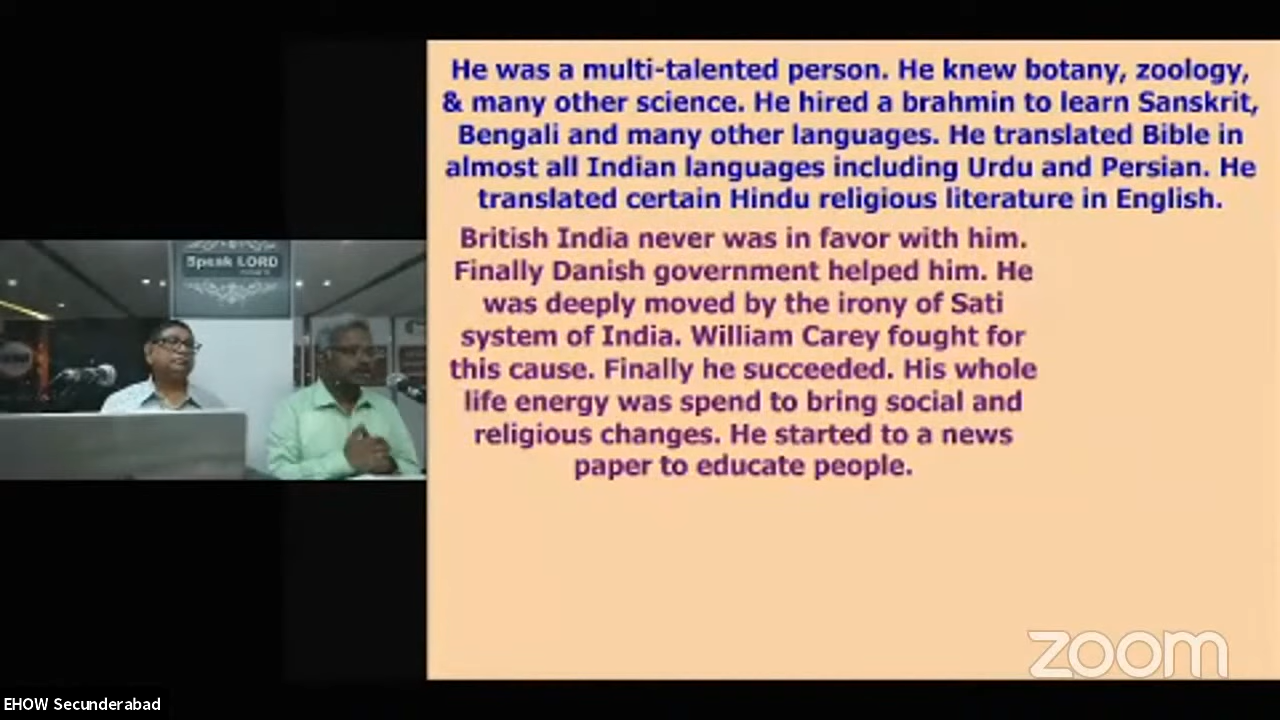 He was a multi-talented person. He knew botany, zoology,
& many other science. He hired a brahmin to learn Sanskrit,
Bengali and many other languages. He translated Bible in
almost all Indian languages including Urdu and Persian. He
translated certain Hindu religious literature in English.
British India never was in favor with him.
Finally Danish government helped him. He
was deeply moved by the irony of Sati
system of India. William Carey fought for
this cause. Finally he succeeded. His whole
life energy was spend to bring social and
religious changes. He started to a news
paper to educate people.
Speak LORD
zoom
EHOW Secunderabad